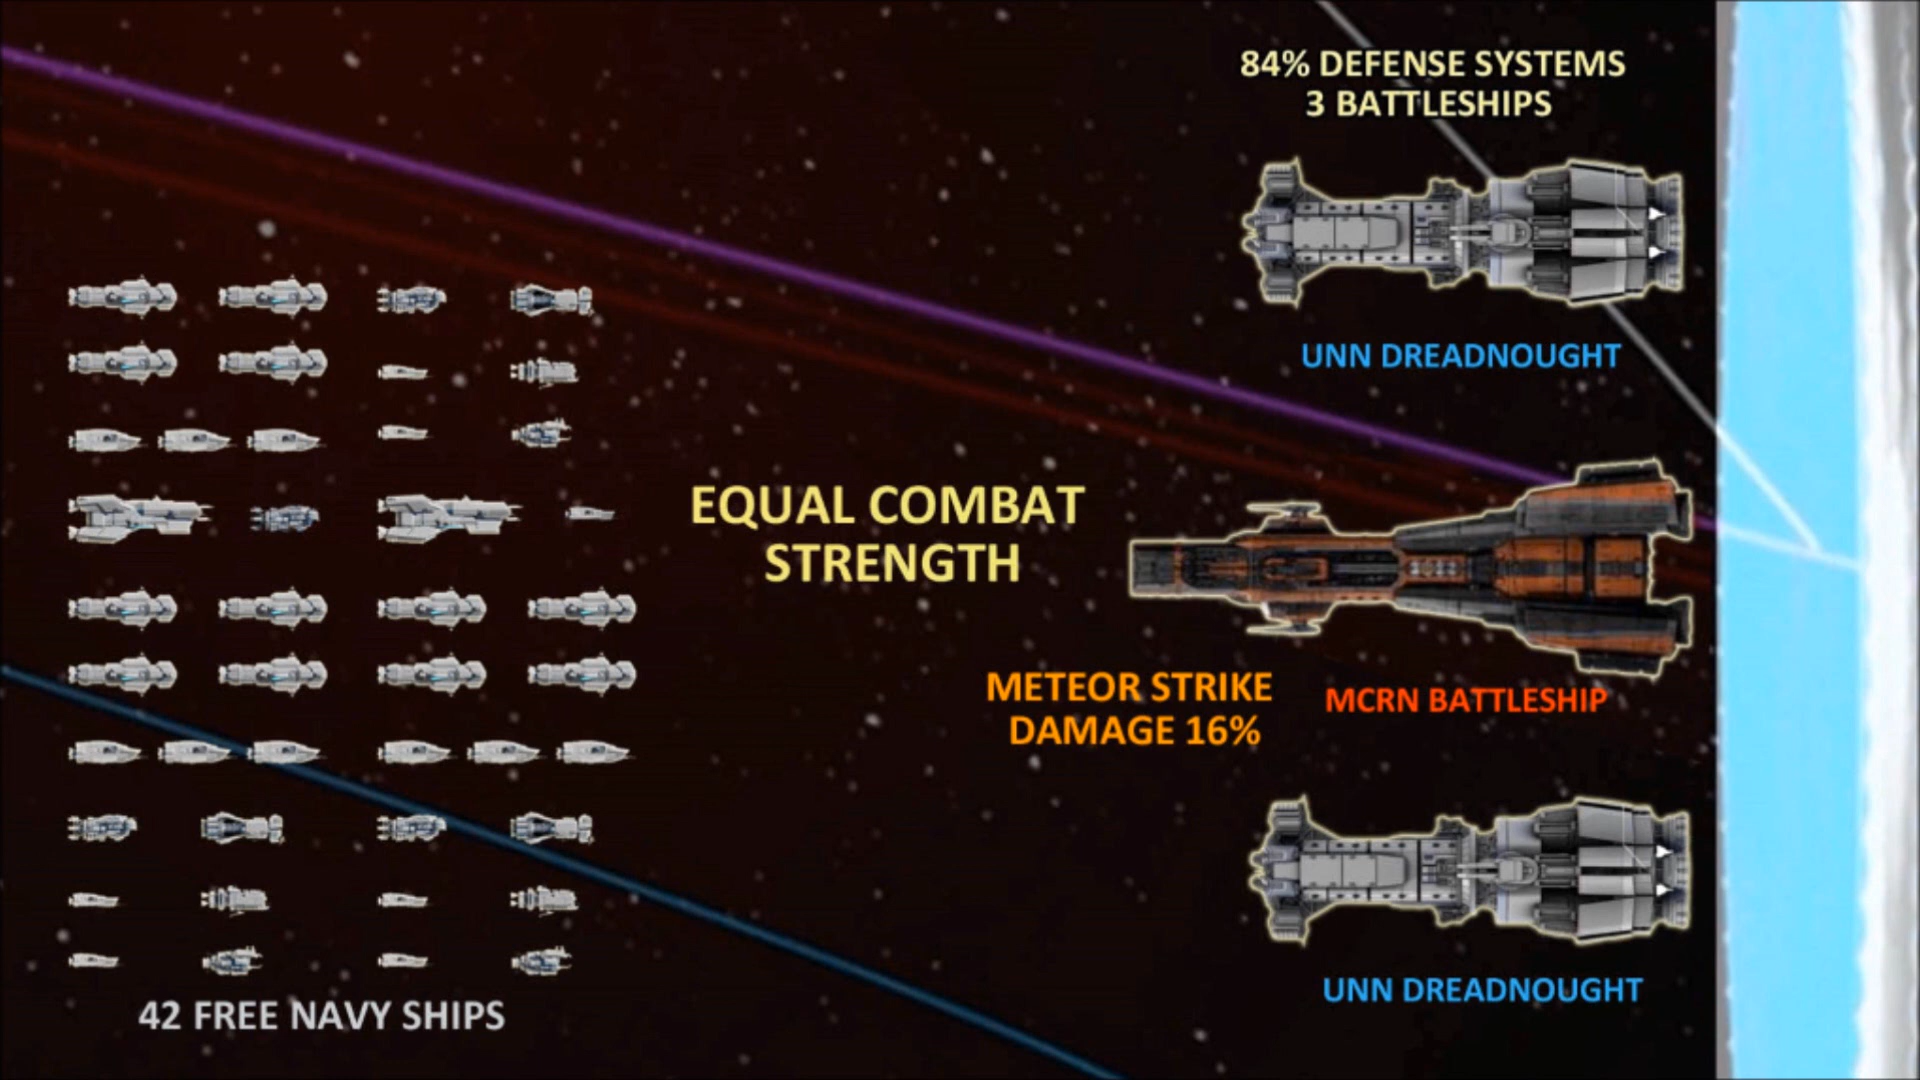 84% DEFENSE SYSTEMS
3 BATTLESHIPS
UNN DREADNOUGHT
EQUAL COMBAT
STRENGTH
METEOR STRIKE
DAMAGE 16%
MCRN BATTLESHIP
UNN DREADNOUGHT
42 FREE NAVY SHIPS